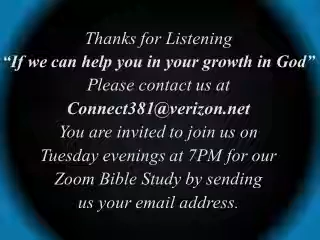 Thanks for Listening
“If we can help you in your growth in God”
Please contact us at
Connect381@verizon.net
You are invited to join us on
Tuesday evenings at 7PM for our
Zoom Bible Study by sending
us your email address.